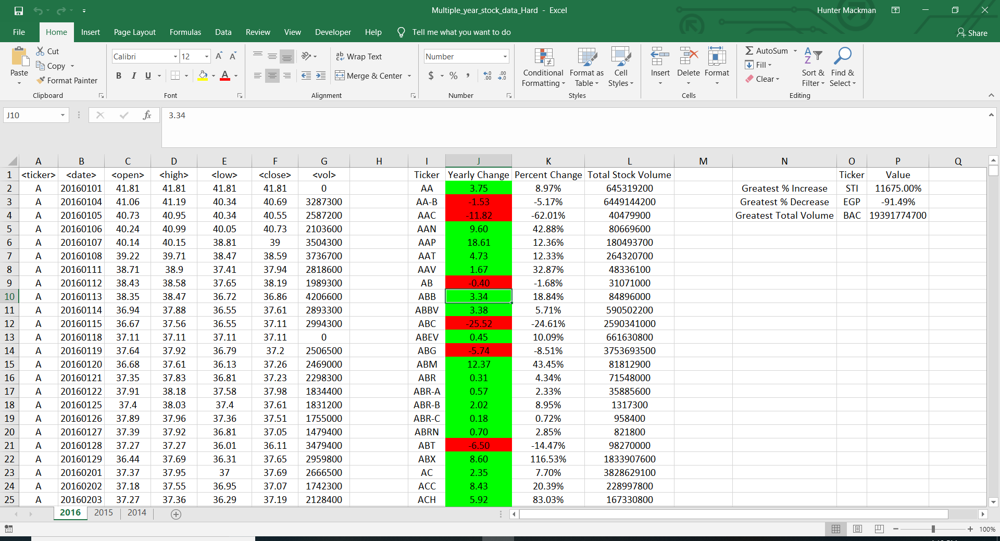 Multiple_year_stock_data_Hard - Excel
Hunter Mackman
File Home Insert Page Layout Formulas Data Review View Developer Help Tell me what you want to do
Share
Paste
Cut
Copy
Format Painter
Clipboard
Calibri 12
B I U A
Font
Wrap Text
Merge & Center
Alignment
Number
$ % ,
Number
Conditional Formatting
Format as Table
Cell Styles
Styles
Insert
Delete
Format
Cells
AutoSum
Fill
Clear
Sort & Filter
Find & Select
Editing
J10 fx 3.34
A B C D E F G H I J K L M N O P Q
1 <ticker> <date> <open> <high> <low> <close> <vol> Ticker Yearly Change Percent Change Total Stock Volume Ticker Value
2 A 20160101 41.81 41.81 41.81 41.81 0 AA 3.75 8.97% 645319200 Greatest % Increase STI 11675.00%
3 A 20160104 41.06 41.19 40.34 40.69 3287300 AA-B -1.53 -5.17% 6449144200 Greatest % Decrease EGP -91.49%
4 A 20160105 40.73 40.95 40.34 40.55 2587200 AAC -11.82 -62.01% 40479900 Greatest Total Volume BAC 19391774700
5 A 20160106 40.24 40.99 40.05 40.73 2103600 AAN 9.60 42.88% 80669600
6 A 20160107 40.14 40.15 38.81 39 3504300 AAP 18.61 12.36% 180493700
7 A 20160108 39.22 39.71 38.47 38.59 3736700 AAT 4.73 12.33% 264320700
8 A 20160111 38.71 38.9 37.41 37.94 2818600 AAV 1.67 32.87% 48336100
9 A 20160112 38.43 38.58 37.65 38.19 1989300 AB -0.40 -1.68% 31071000
10 A 20160113 38.35 38.47 36.72 36.86 4206600 ABB 3.34 18.84% 84896000
11 A 20160114 36.94 37.88 36.55 37.61 2893300 ABBV 3.38 5.71% 590502200
12 A 20160115 36.67 37.56 36.55 37.11 2994300 ABC -25.52 -24.61% 2590341000
13 A 20160118 37.11 37.11 37.11 37.11 0 ABEV 0.45 10.09% 661630800
14 A 20160119 37.64 37.92 36.79 37.2 2506500 ABG -5.74 -8.51% 3753693500
15 A 20160120 36.68 37.61 36.13 37.26 2469000 ABM 12.37 43.45% 81812900
16 A 20160121 37.35 37.83 36.81 37.23 2298300 ABR 0.31 4.34% 71548000
17 A 20160122 37.91 38.18 37.58 37.98 1834400 ABR-A 0.57 2.33% 35885600
18 A 20160125 37.4 38.03 37.4 37.61 1831200 ABR-B 2.02 8.95% 1317300
19 A 20160126 37.89 37.96 37.36 37.51 1755000 ABR-C 0.18 0.72% 958400
20 A 20160127 37.39 37.92 36.81 37.05 1479400 ABRN 0.70 2.85% 821800
21 A 20160128 37.27 37.27 36.01 36.11 3479400 ABT -6.50 -14.47% 98270000
22 A 20160129 36.44 37.69 36.31 37.65 2959800 ABX 8.60 116.53% 1833907600
23 A 20160201 37.37 37.95 37 37.69 2666500 AC 2.35 7.70% 3828629100
24 A 20160202 37.18 37.55 36.95 37.07 1742300 ACC 8.43 20.39% 228997800
25 A 20160203 37.27 37.36 36.29 37.19 2128400 ACH 5.92 83.03% 167330800
2016 2015 2014
100%